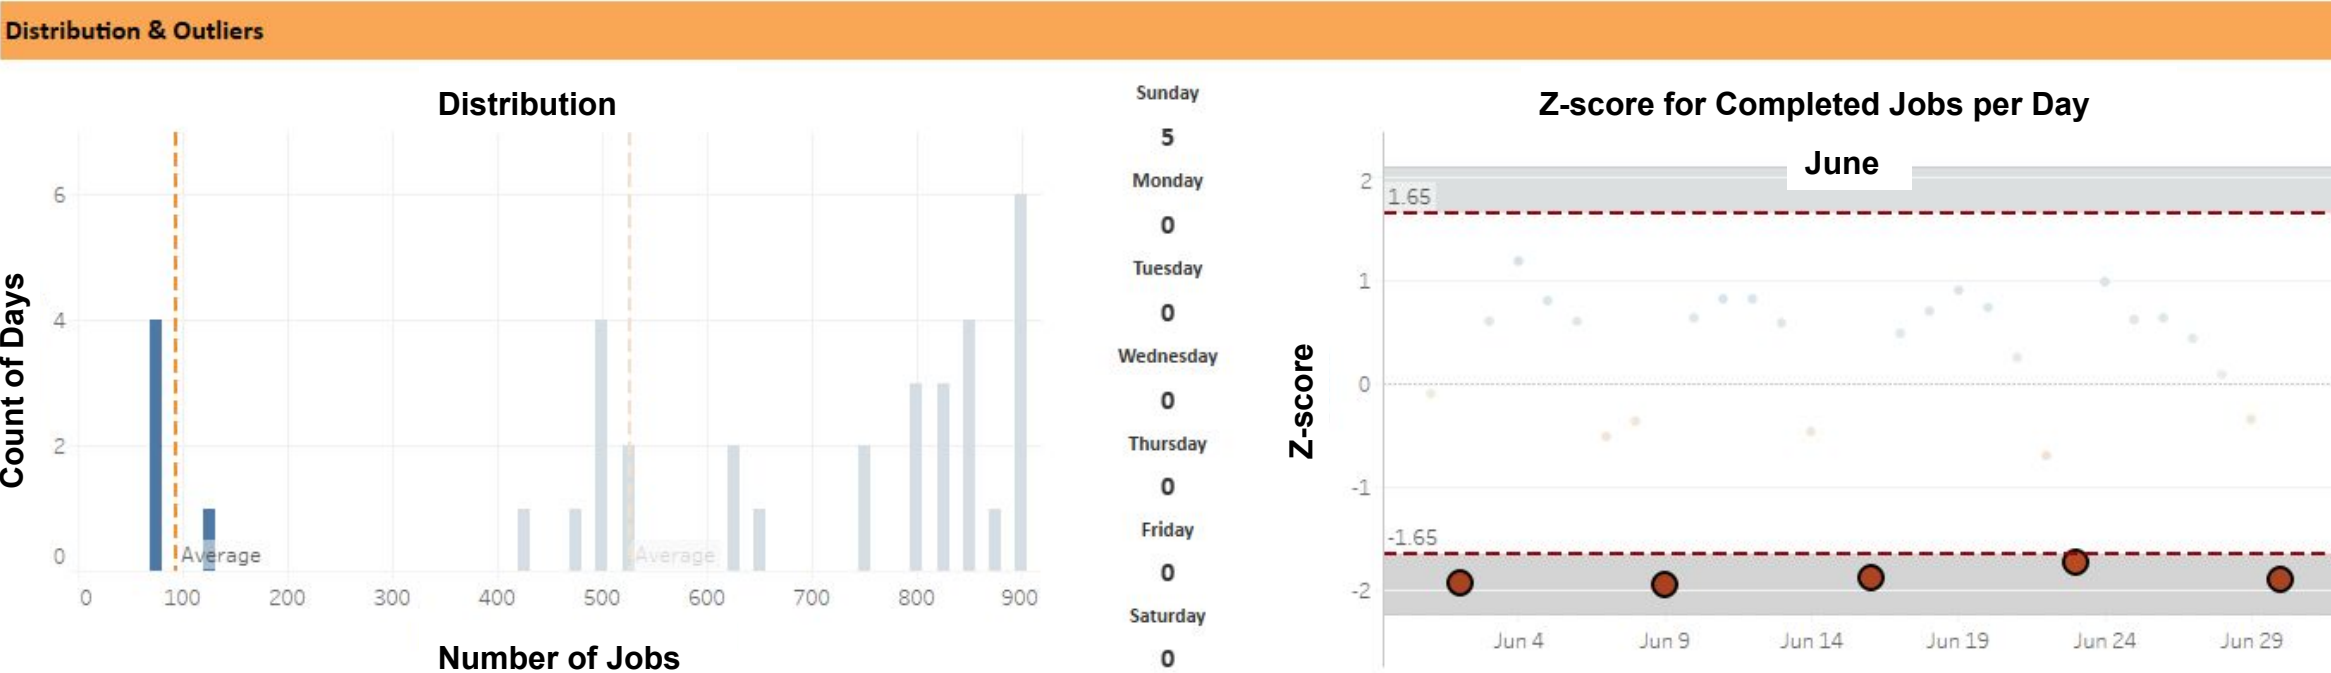 Distribution & Outliers
Distribution
Count of Days
6
4
2
0
Average
Average
0 100 200 300 400 500 600 700 800 900
Number of Jobs
Sunday
5
Monday
0
Tuesday
0
Wednesday
0
Thursday
0
Friday
0
Saturday
0
Z-score for Completed Jobs per Day
June
Z-score
2
1.65
1
0
-1
-1.65
-2
Jun 4 Jun 9 Jun 14 Jun 19 Jun 24 Jun 29